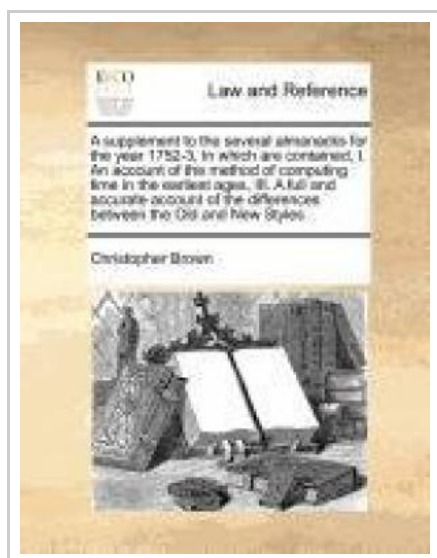 ECCO
Law and Reference
A supplement to the several almanacks for
the year 1752-3, In which are contained, I.
An account of the method of computing
time in the earliest ages, III. A full and
accurate account of the differences
between the Old and New Styles
Christopher Brown